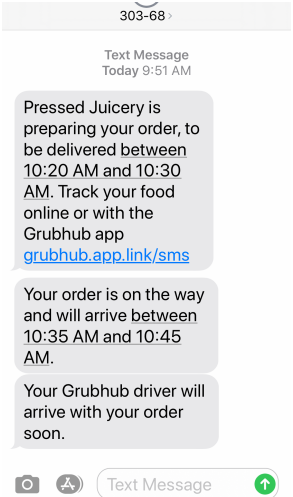 303-68
Text Message
Today 9:51 AM
Pressed Juicery is
preparing your order, to
be delivered between
10:20 AM and 10:30
AM. Track your food
online or with the
Grubhub app
grubhub.app.link/sms
Your order is on the way
and will arrive between
10:35 AM and 10:45
AM.
Your Grubhub driver will
arrive with your order
soon.
Text Message